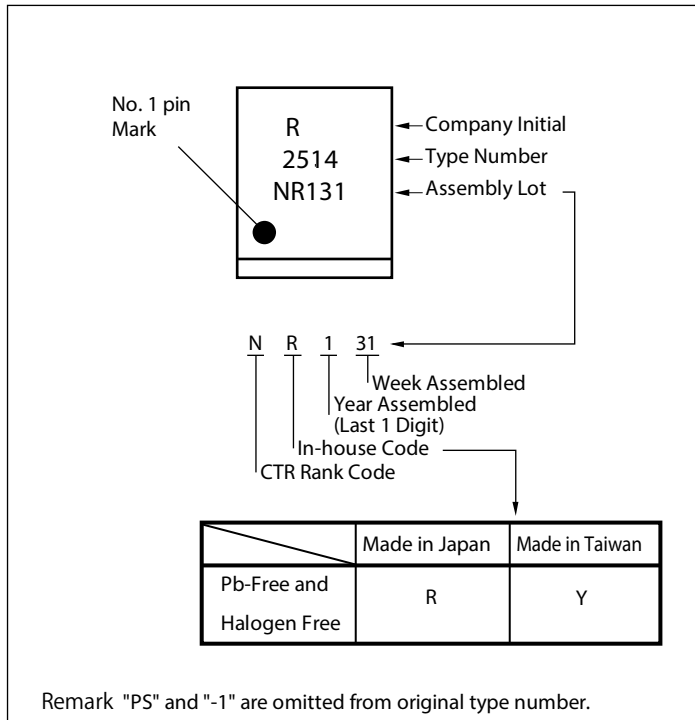 No. 1 pin
Mark
R
2514
NR131
Company Initial
Type Number
Assembly Lot
N R 1 31
Week Assembled
Year Assembled
(Last 1 Digit)
In-house Code
CTR Rank Code
Made in Japan Made in Taiwan
Pb-Free and
Halogen Free
R Y
Remark "PS" and "-1" are omitted from original type number.